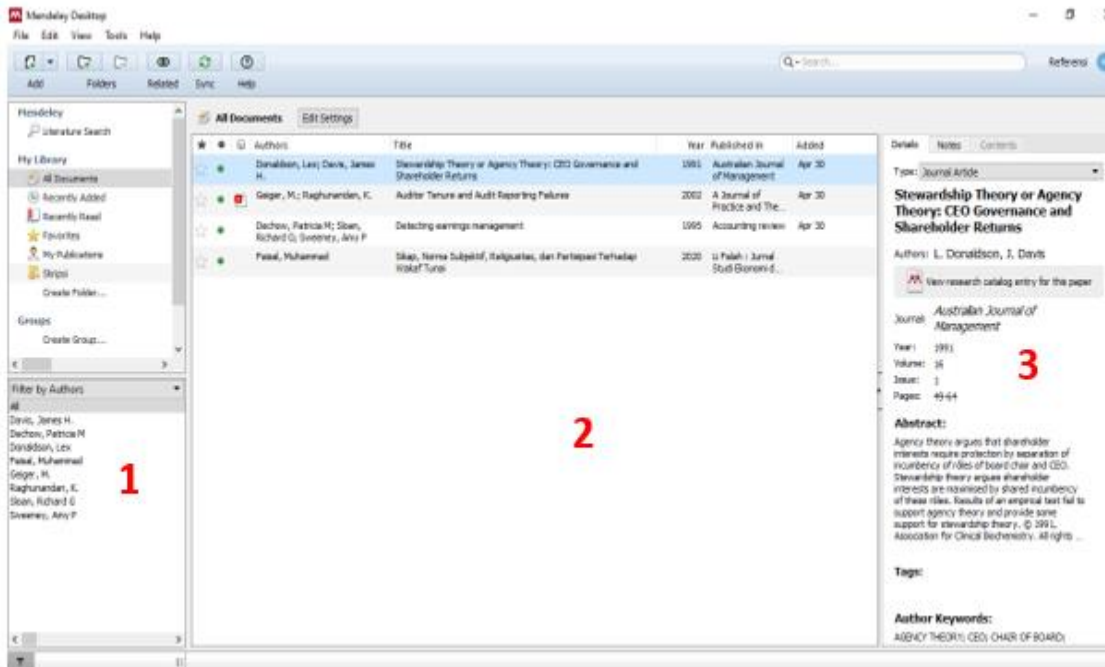 Mendeley Desktop
File Edit View Tools Help
Add Folders Related Sync Help
Search...
Referensi
Mendeley
Literature Search
My Library
All Documents
Recently Added
Recently Read
Favorites
My Publications
Skripsi
Create Folder...
Groups
Create Group...
Filter by Authors
All
Davis, James H.
Dechow, Patricia M
Donaldson, Lex
Faisal, Muhammad
Geiger, M.
Raghunandan, K.
Sloan, Richard G
Sweeney, Amy P
1
All Documents Edit Settings
Authors Title Year Published In Added
Donaldson, Lex; Davis, James H. Stewardship Theory or Agency Theory: CEO Governance and Shareholder Returns 1991 Australian Journal of Management Apr 30
Geiger, M.; Raghunandan, K. Auditor Tenure and Audit Reporting Failures 2002 A Journal of Practice and The... Apr 30
Dechow, Patricia M; Sloan, Richard G; Sweeney, Amy P Detecting earnings management 1995 Accounting review Apr 30
Faisal, Muhammad Sikap, Norma Subjektif, Religiusitas, dan Partisipasi Terhadap Wakaf Tunai 2020 Jurnal Studi Ekonomi d...
2
Details Notes Contents
Type: Journal Article
Stewardship Theory or Agency
Theory: CEO Governance and
Shareholder Returns
Authors: L. Donaldson, J. Davis
View research catalog entry for this paper
Journal: Australian Journal of
Management
Year: 1991
Volume: 16
Issue: 1
Pages: 49-64
3
Abstract:
Agency theory argues that shareholder
interests require protection by separation of
incumbency of rôles of board chair and CEO.
Stewardship theory argues shareholder
interests are maximised by shared incumbency
of these rôles. Results of an empirical test fail to
support agency theory and provide some
support for stewardship theory. © 1991,
Association for Clinical Biochemistry. All rights ...
Tags:
Author Keywords:
AGENCY THEORY; CEO; CHAIR OF BOARD;